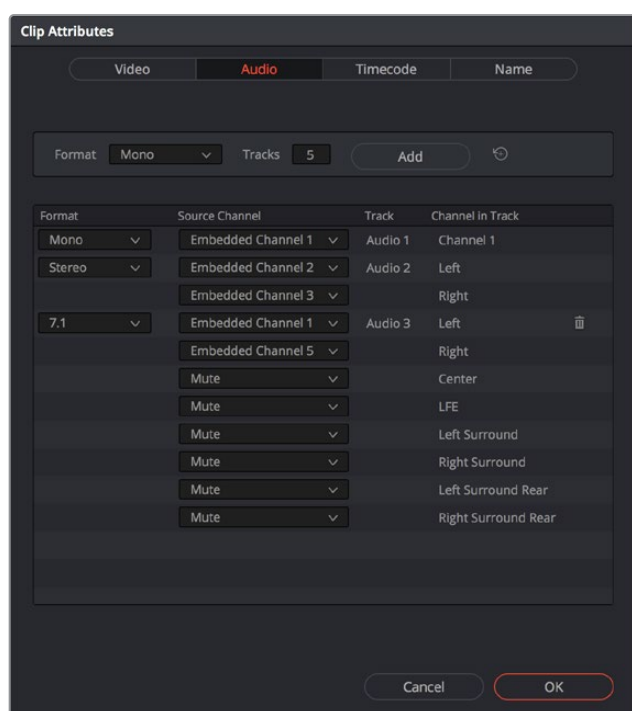 Clip Attributes
Video Audio Timecode Name
Format Mono Tracks 5 Add
Format Source Channel Track Channel in Track
Mono Embedded Channel 1 Audio 1 Channel 1
Stereo Embedded Channel 2 Audio 2 Left
Embedded Channel 3 Right
7.1 Embedded Channel 1 Audio 3 Left
Embedded Channel 5 Right
Mute Center
Mute LFE
Mute Left Surround
Mute Right Surround
Mute Left Surround Rear
Mute Right Surround Rear
Cancel OK